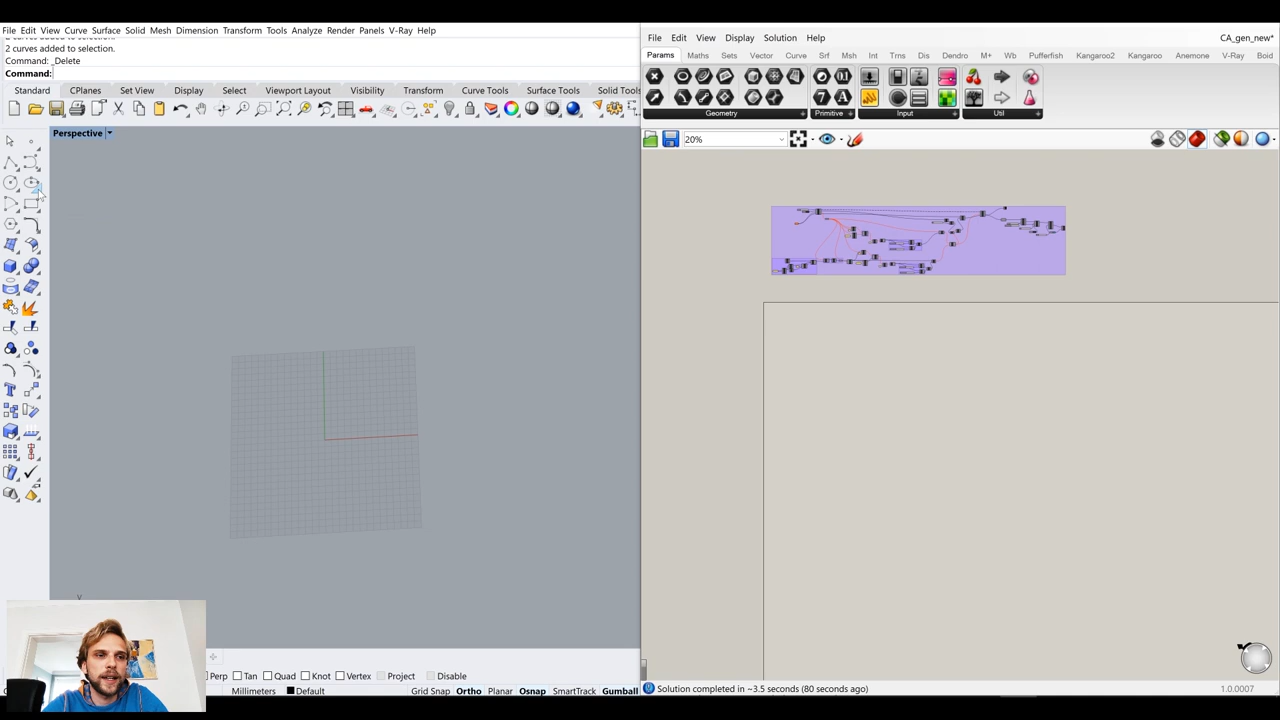 File Edit View Curve Surface Solid Mesh Dimension Transform Tools Analyze Render Panels V-Ray Help
2 curves added to selection.
Command: _Delete
Command:
Standard CPlanes Set View Display Select Viewport Layout Visibility Transform Curve Tools Surface Tools Solid Tools
Perspective
Perp Tan Quad Knot Vertex Project Disable
Millimeters Default Grid Snap Ortho Planar Osnap SmartTrack Gumball
File Edit View Display Solution Help CA_gen_new*
Params Maths Sets Vector Curve Srf Msh Int Trns Dis Dendro M+ Wb Pufferfish Kangaroo2 Kangaroo Anemone V-Ray Boid
Geometry Primitive Input Util
20%
Solution completed in ~3.5 seconds (80 seconds ago) 1.0.0007